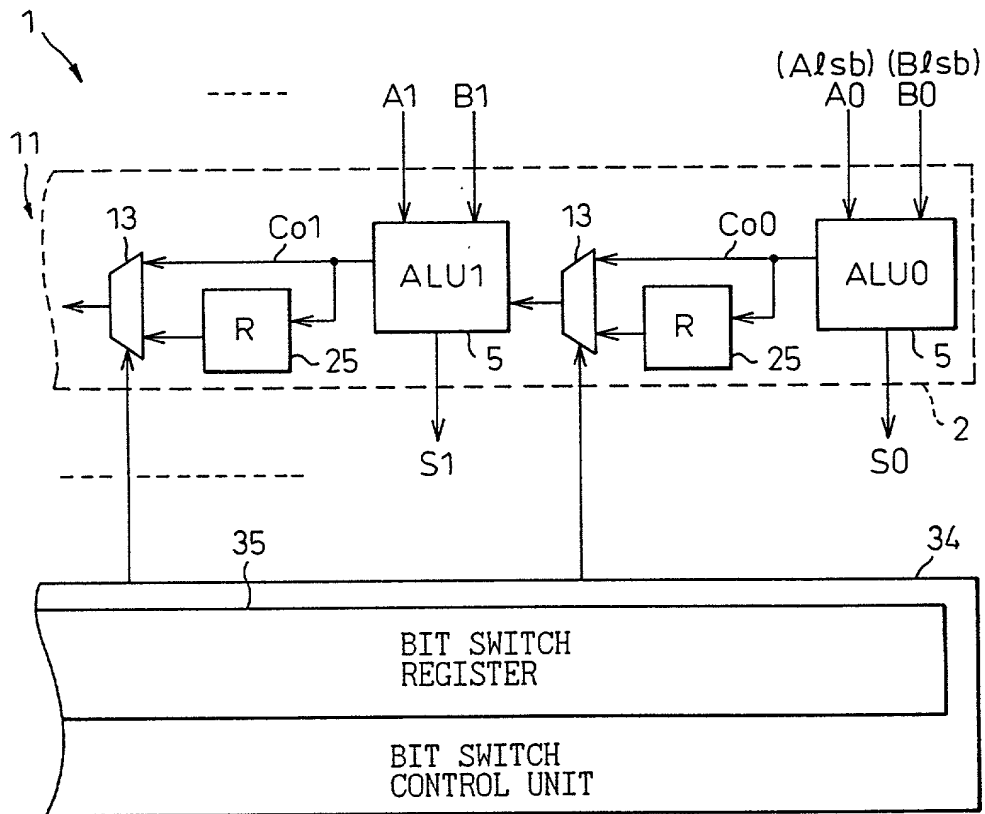 1
(Alsb) (Blsb)
A1 B1 A0 B0
11
13 Co1 13 Co0
ALU1 ALU0
R R
25 5 25 5
2
S1 S0
35 34
BIT SWITCH
REGISTER
BIT SWITCH
CONTROL UNIT